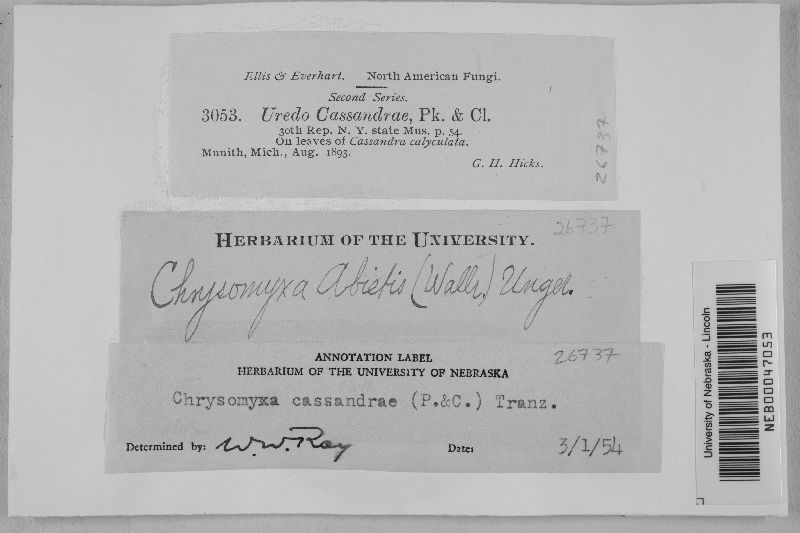 Ellis & Everhart. North American Fungi.
Second Series.
3053. Uredo Cassandrae, Pk. & Cl.
30th Rep. N. Y. state Mus. p. 54.
On leaves of Cassandra calyculata.
Munith, Mich., Aug. 1893.
G. H. Hicks.
26737
HERBARIUM OF THE UNIVERSITY.
26737
Chrysomyxa Abietis (Wallr.) Unger.
ANNOTATION LABEL
26737
HERBARIUM OF THE UNIVERSITY OF NEBRASKA
Chrysomyxa cassandrae (P.&C.) Tranz.
Determined by: W.W.Ray Date: 3/1/54
University of Nebraska - Lincoln
NEB00047053